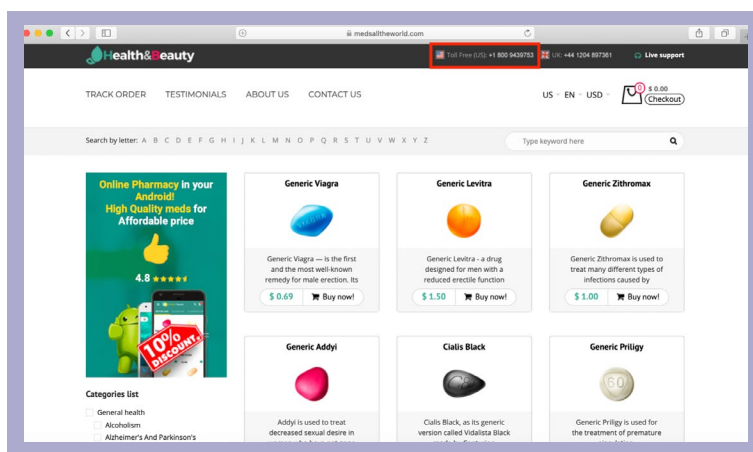 medsalltheworld.com
Health&Beauty
Toll Free (US): +1 800 9439753
UK: +44 1204 897361
Live support
TRACK ORDER TESTIMONIALS ABOUT US CONTACT US
US EN USD
0
$ 0.00
Checkout
Search by letter: A B C D E F G H I J K L M N O P Q R S T U V W X Y Z
Type keyword here
Online Pharmacy in your
Android!
High Quality meds for
Affordable price
4.8
10%
DISCOUNT
Categories list
General health
Alcoholism
Alzheimer's And Parkinson's
Generic Viagra
Generic Viagra — is the first
and the most well-known
remedy for male erection. Its
$ 0.69 Buy now!
Generic Levitra
Generic Levitra - a drug
designed for men with a
reduced erectile function
$ 1.50 Buy now!
Generic Zithromax
Generic Zithromax is used to
treat many different types of
infections caused by
$ 1.00 Buy now!
Generic Addyi
Addyi is used to treat
decreased sexual desire in
Cialis Black
Cialis Black, as its generic
version called Vidalista Black
Generic Priligy
60
Generic Priligy is used for
the treatment of premature